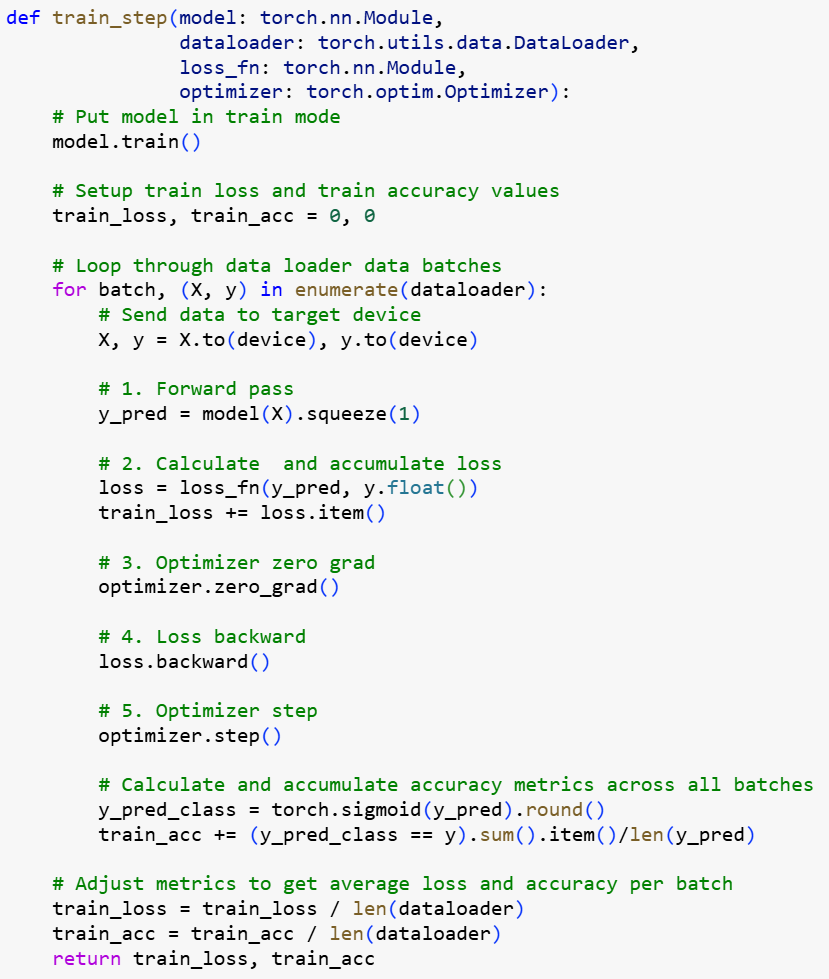 def train_step(model: torch.nn.Module,
               dataloader: torch.utils.data.DataLoader,
               loss_fn: torch.nn.Module,
               optimizer: torch.optim.Optimizer):
    # Put model in train mode
    model.train()

    # Setup train loss and train accuracy values
    train_loss, train_acc = 0, 0

    # Loop through data loader data batches
    for batch, (X, y) in enumerate(dataloader):
        # Send data to target device
        X, y = X.to(device), y.to(device)

        # 1. Forward pass
        y_pred = model(X).squeeze(1)

        # 2. Calculate  and accumulate loss
        loss = loss_fn(y_pred, y.float())
        train_loss += loss.item()

        # 3. Optimizer zero grad
        optimizer.zero_grad()

        # 4. Loss backward
        loss.backward()

        # 5. Optimizer step
        optimizer.step()

        # Calculate and accumulate accuracy metrics across all batches
        y_pred_class = torch.sigmoid(y_pred).round()
        train_acc += (y_pred_class == y).sum().item()/len(y_pred)

    # Adjust metrics to get average loss and accuracy per batch
    train_loss = train_loss / len(dataloader)
    train_acc = train_acc / len(dataloader)
    return train_loss, train_acc